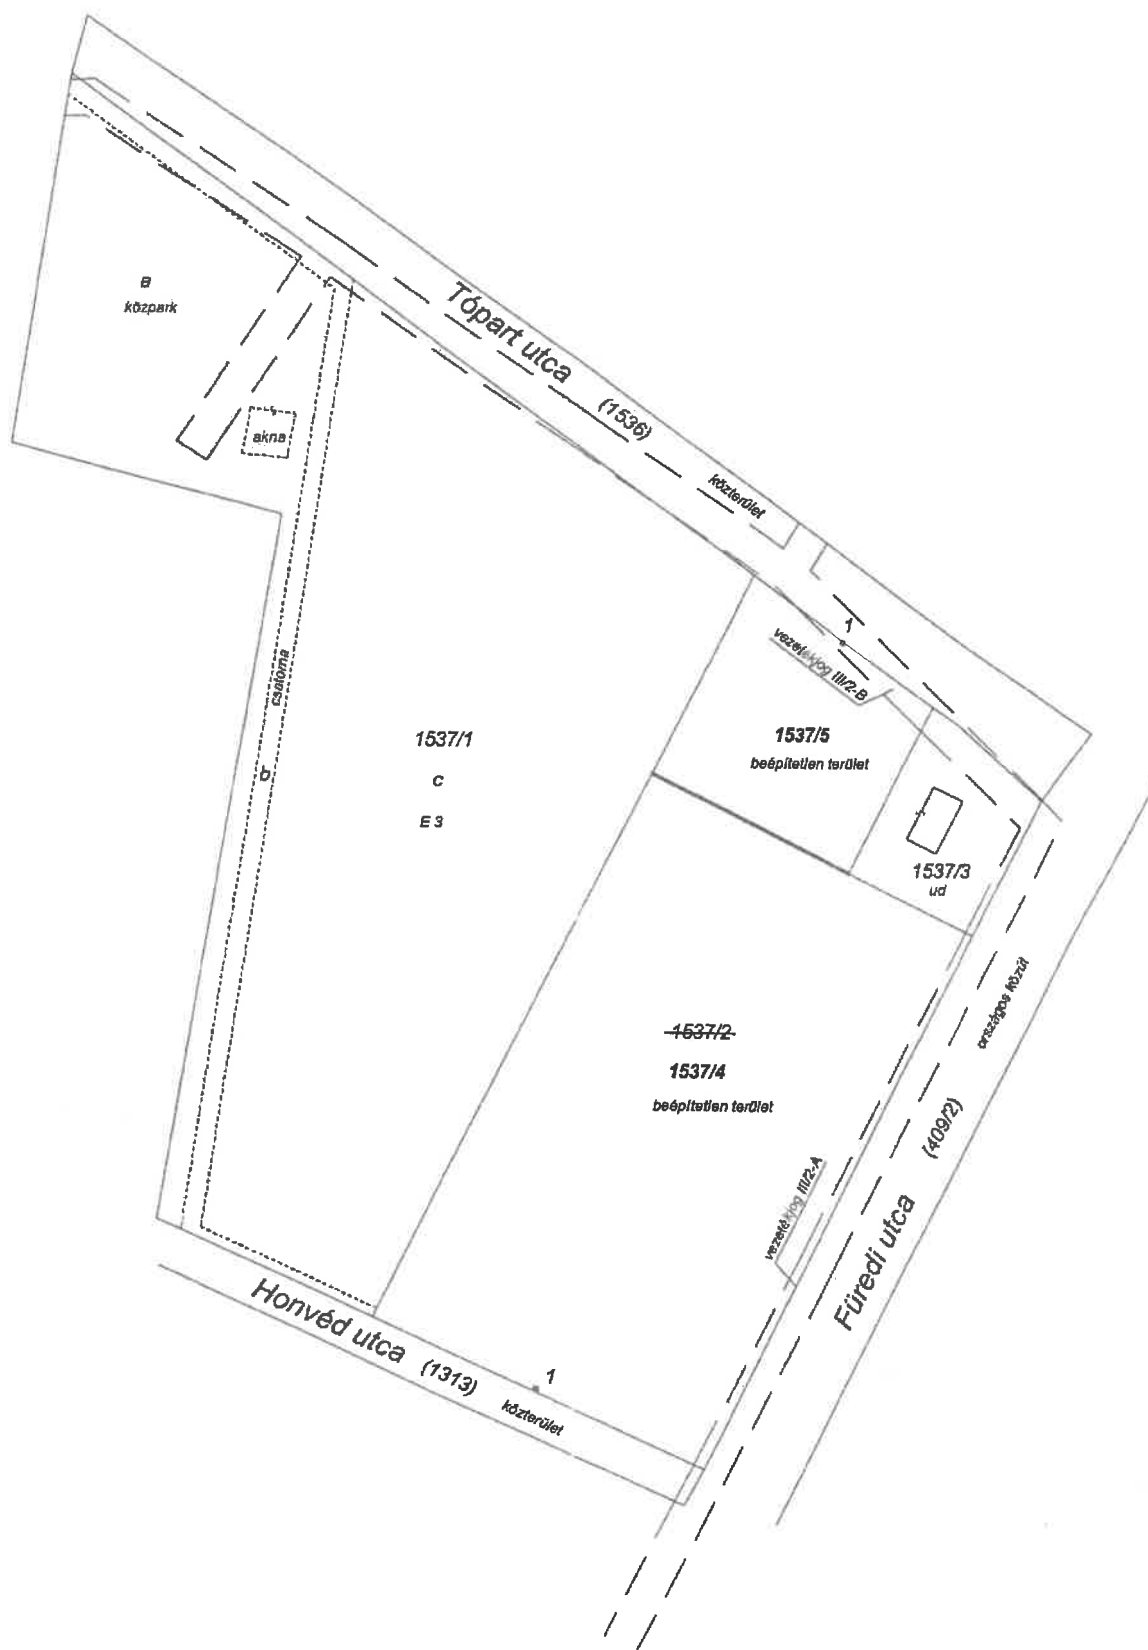 B
közpark
akna
Tópart utca
(1536)
közterület
1
vezetékjog III/2-B
1537/5
beépítetlen terület
1537/3
ud
csatorna
b
1537/1
C
E 3
1537/2
1537/4
beépítetlen terület
országos közút
(409/2)
Füredi utca
vezetékjog III/2-A
Honvéd utca
(1313)
közterület
1